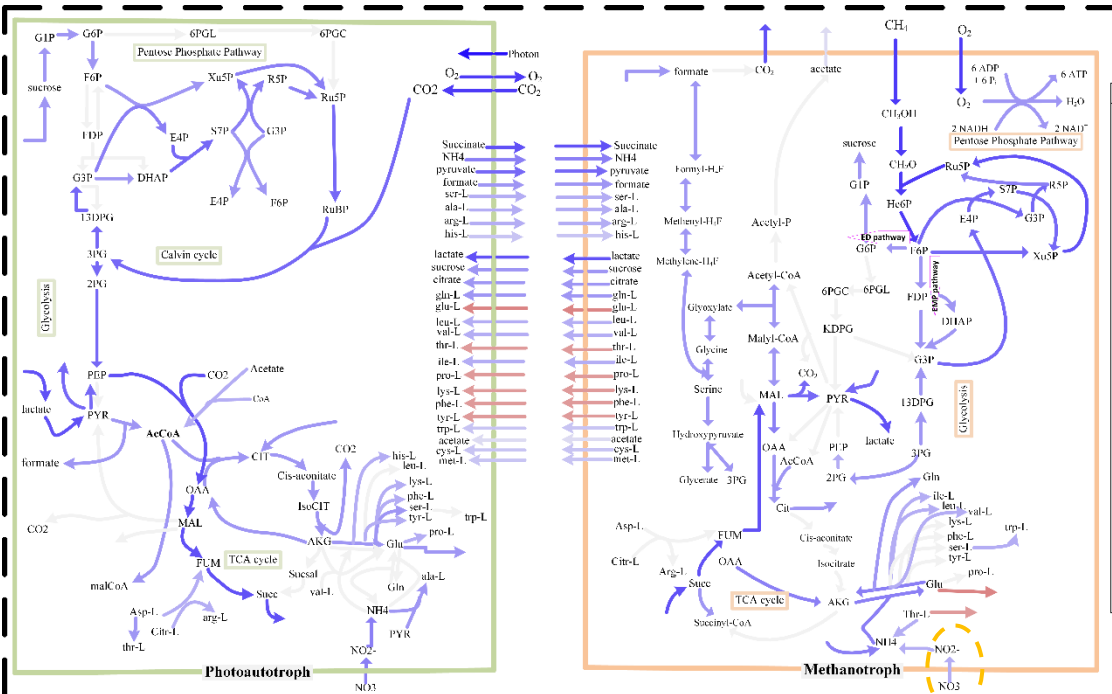 G1P
G6P
6PGL
6PGC
Pentose Phosphate Pathway
F6P
Xu5P
R5P
Ru5P
sucrose
FDP
E4P
S7P
G3P
G3P
DHAP
E4P
F6P
RuBP
13DPG
3PG
Calvin cycle
2PG
Glycolysis
PEP
CO2
Acetate
CoA
lactate
PYR
AcCoA
formate
CIT
CO2
his-L
leu-L
Cis-aconitate
lys-L
phe-L
ser-L
tyr-L
trp-L
OAA
IsoCIT
MAL
CO2
AKG
Glu
pro-L
FUM
TCA cycle
Sucsal
val-L
Gln
ala-L
malCoA
Succ
Asp-L
arg-L
Citr-L
thr-L
NH4
PYR
NO2-
NO3
Photoautotroph
Photon
O2
O2
CO2
CO2
Succinate
NH4
pyruvate
formate
ser-L
ala-L
arg-L
his-L
lactate
sucrose
citrate
gln-L
glu-L
leu-L
val-L
thr-L
ile-L
pro-L
lys-L
phe-L
tyr-L
trp-L
acetate
cys-L
met-L
Succinate
NH4
pyruvate
formate
ser-L
ala-L
arg-L
his-L
lactate
sucrose
citrate
gln-L
glu-L
leu-L
val-L
thr-L
ile-L
pro-L
lys-L
phe-L
tyr-L
trp-L
acetate
cys-L
met-L
formate
CO2
acetate
CH4
O2
6 ADP
+ 6 Pi
6 ATP
O2
H2O
2 NADH
2 NAD+
Pentose Phosphate Pathway
CH3OH
CH2O
sucrose
Ru5P
G1P
He6P
S7P
R5P
E4P
G3P
Formyl-H4F
Methenyl-H4F
Methylene-H4F
Acetyl-P
ED pathway
G6P
F6P
Xu5P
Acetyl-CoA
6PGC
6PGL
FDP
EMP pathway
Glyoxylate
DHAP
Malyl-CoA
KDPG
Glycine
G3P
Serine
CO2
MAL
PYR
13DPG
Glycolysis
Hydroxypyruvate
lactate
OAA
PEP
3PG
AcCoA
Glycerate
3PG
2PG
Gln
Cit
ile-L
leu-L
val-L
lys-L
Asp-L
FUM
Cis-aconitate
phe-L
trp-L
ser-L
tyr-L
Citr-L
OAA
Isocitrate
Arg-L
pro-L
Succ
Glu
TCA cycle
AKG
Succinyl-CoA
Thr-L
NH4
NO2-
NO3
Methanotroph